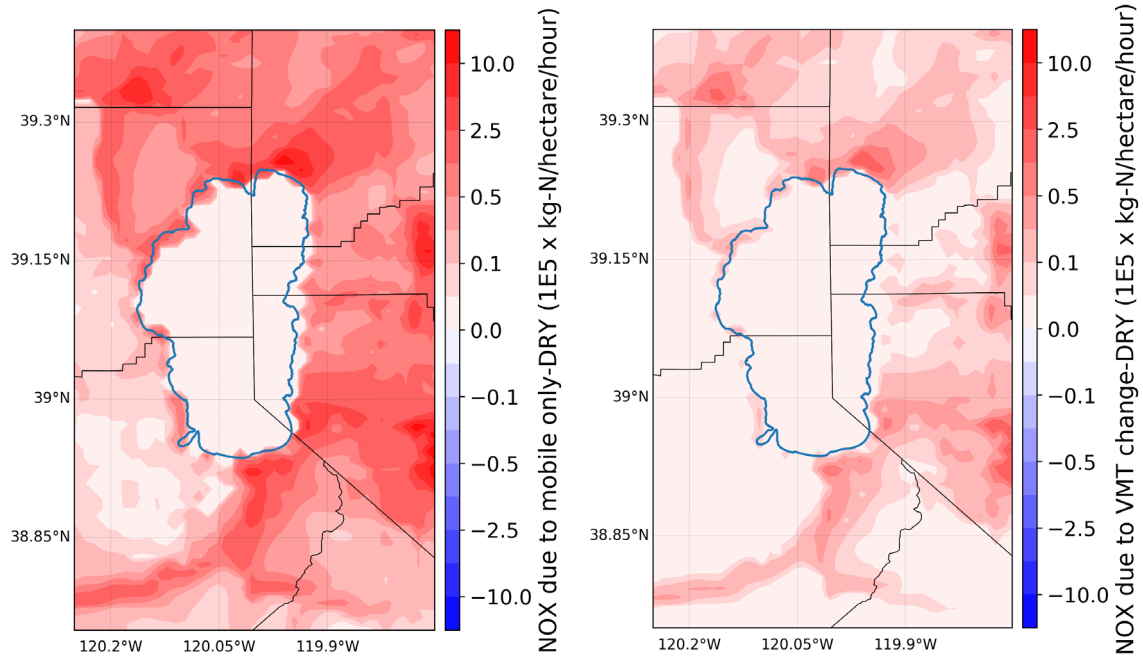 39.3°N
39.15°N
39°N
38.85°N
120.2°W
120.05°W
119.9°W
10.0
2.5
0.5
0.1
0.0
−0.1
−0.5
−2.5
−10.0
NOX due to mobile only-DRY (1E5 x kg-N/hectare/hour)
39.3°N
39.15°N
39°N
38.85°N
120.2°W
120.05°W
119.9°W
10.0
2.5
0.5
0.1
0.0
−0.1
−0.5
−2.5
−10.0
NOX due to VMT change-DRY (1E5 x kg-N/hectare/hour)